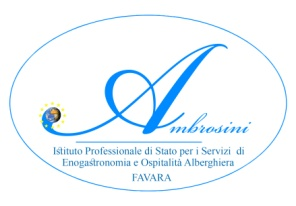 Ambrosini
Istituto Professionale di Stato per i Servizi di
Enogastronomia e Ospitalità Alberghiera
FAVARA